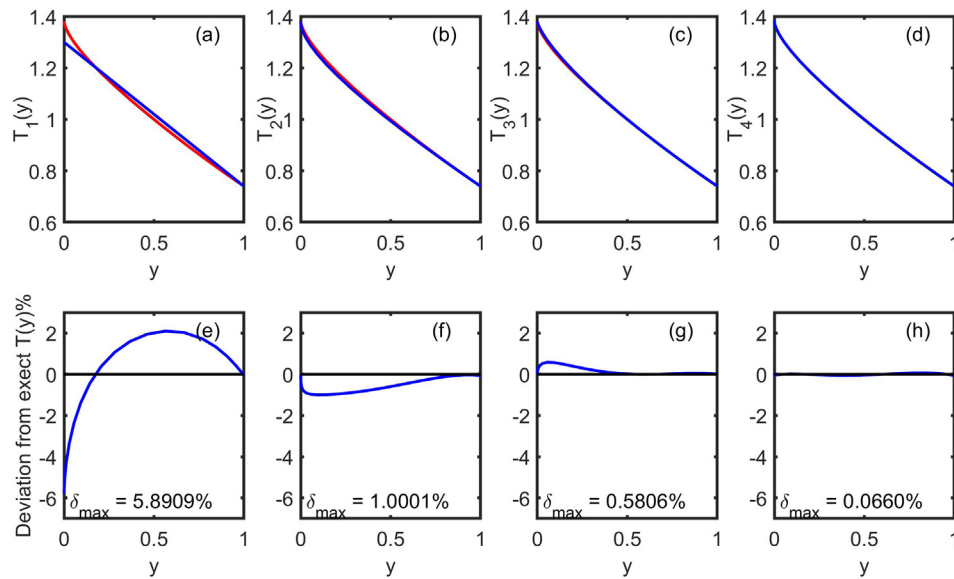 1.4
1.2
1
0.8
0.6
T1(y)
(a)
0 0.5 1
y
1.4
1.2
1
0.8
0.6
T2(y)
(b)
0 0.5 1
y
1.4
1.2
1
0.8
0.6
T3(y)
(c)
0 0.5 1
y
1.4
1.2
1
0.8
0.6
T4(y)
(d)
0 0.5 1
y
Deviation from exect T(y)%
2
0
-2
-4
-6
(e)
δmax = 5.8909%
0 0.5 1
y
2
0
-2
-4
-6
(f)
δmax = 1.0001%
0 0.5 1
y
2
0
-2
-4
-6
(g)
δmax = 0.5806%
0 0.5 1
y
2
0
-2
-4
-6
(h)
δmax = 0.0660%
0 0.5 1
y